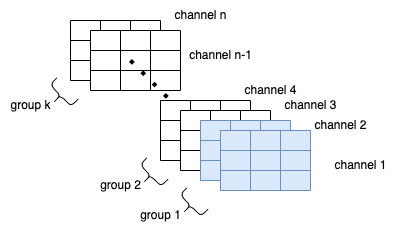 channel n
channel n-1
group k
channel 4
channel 3
channel 2
channel 1
group 2
group 1